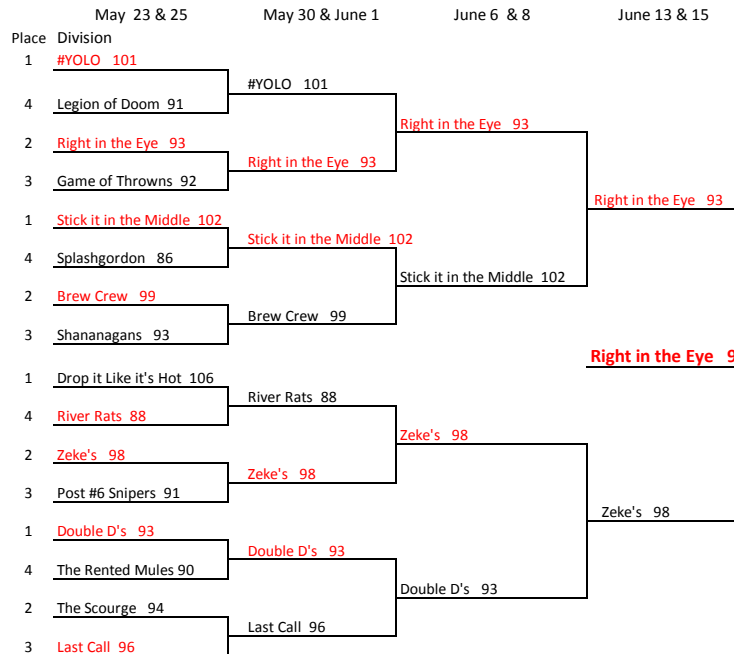 May 23 & 25 May 30 & June 1 June 6 & 8 June 13 & 15
Place Division
1 #YOLO 101
#YOLO 101
4 Legion of Doom 91
Right in the Eye 93
2 Right in the Eye 93
Right in the Eye 93
3 Game of Throwns 92
Right in the Eye 93
1 Stick it in the Middle 102
Stick it in the Middle 102
4 Splashgordon 86
Stick it in the Middle 102
2 Brew Crew 99
Brew Crew 99
3 Shananagans 93
Right in the Eye 9
1 Drop it Like it's Hot 106
River Rats 88
4 River Rats 88
Zeke's 98
2 Zeke's 98
Zeke's 98
3 Post #6 Snipers 91
Zeke's 98
1 Double D's 93
Double D's 93
4 The Rented Mules 90
Double D's 93
2 The Scourge 94
Last Call 96
3 Last Call 96